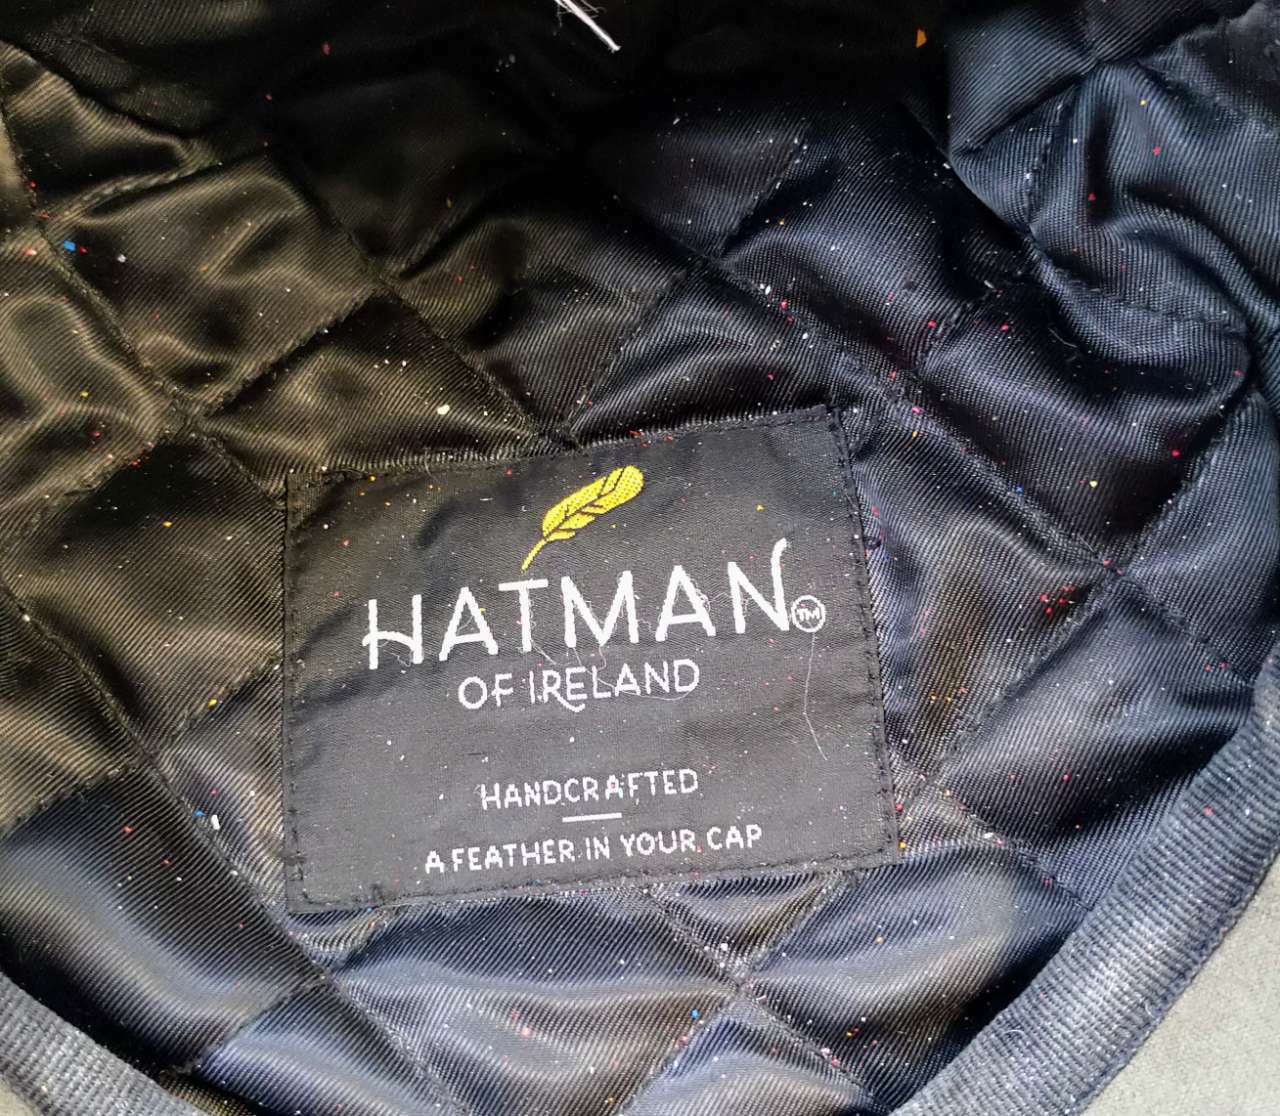 HATMAN™
OF IRELAND
HANDCRAFTED
A FEATHER IN YOUR CAP